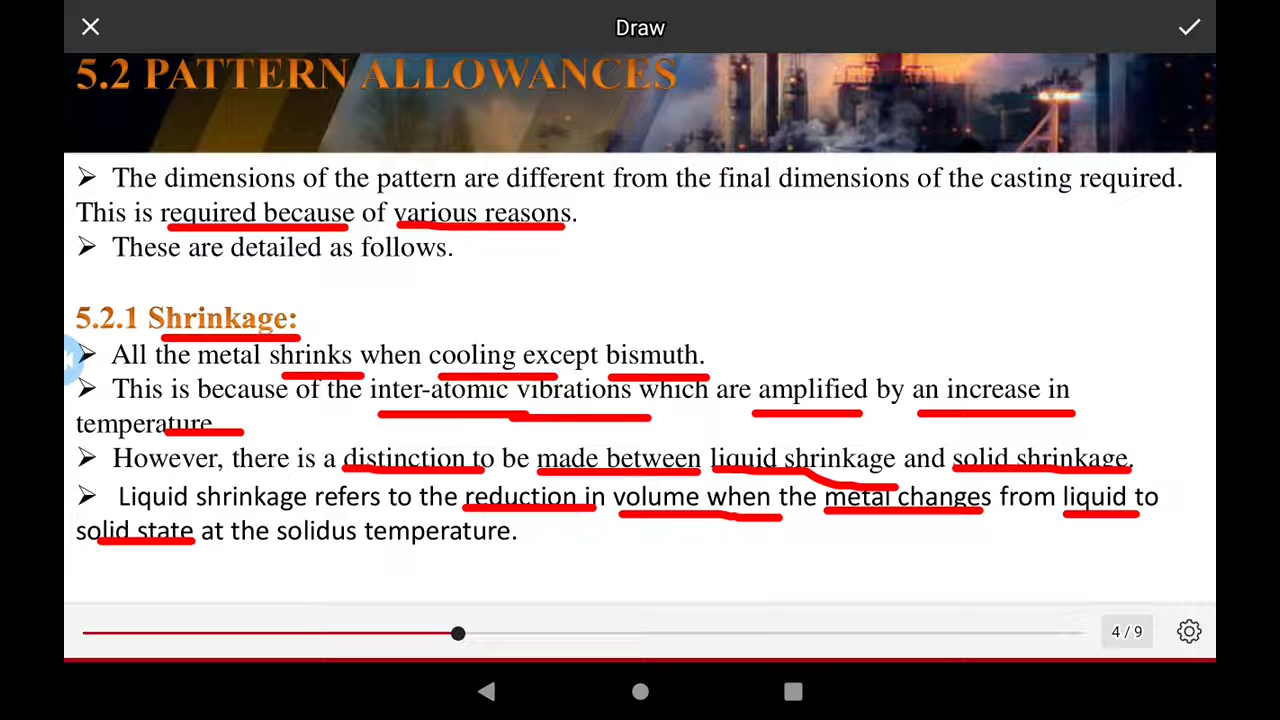 Draw
5.2 PATTERN ALLOWANCES
➢ The dimensions of the pattern are different from the final dimensions of the casting required.
This is required because of various reasons.
➢ These are detailed as follows.
5.2.1 Shrinkage:
➢ All the metal shrinks when cooling except bismuth.
➢ This is because of the inter-atomic vibrations which are amplified by an increase in
temperature
➢ However, there is a distinction to be made between liquid shrinkage and solid shrinkage.
➢ Liquid shrinkage refers to the reduction in volume when the metal changes from liquid to
solid state at the solidus temperature.
4 / 9